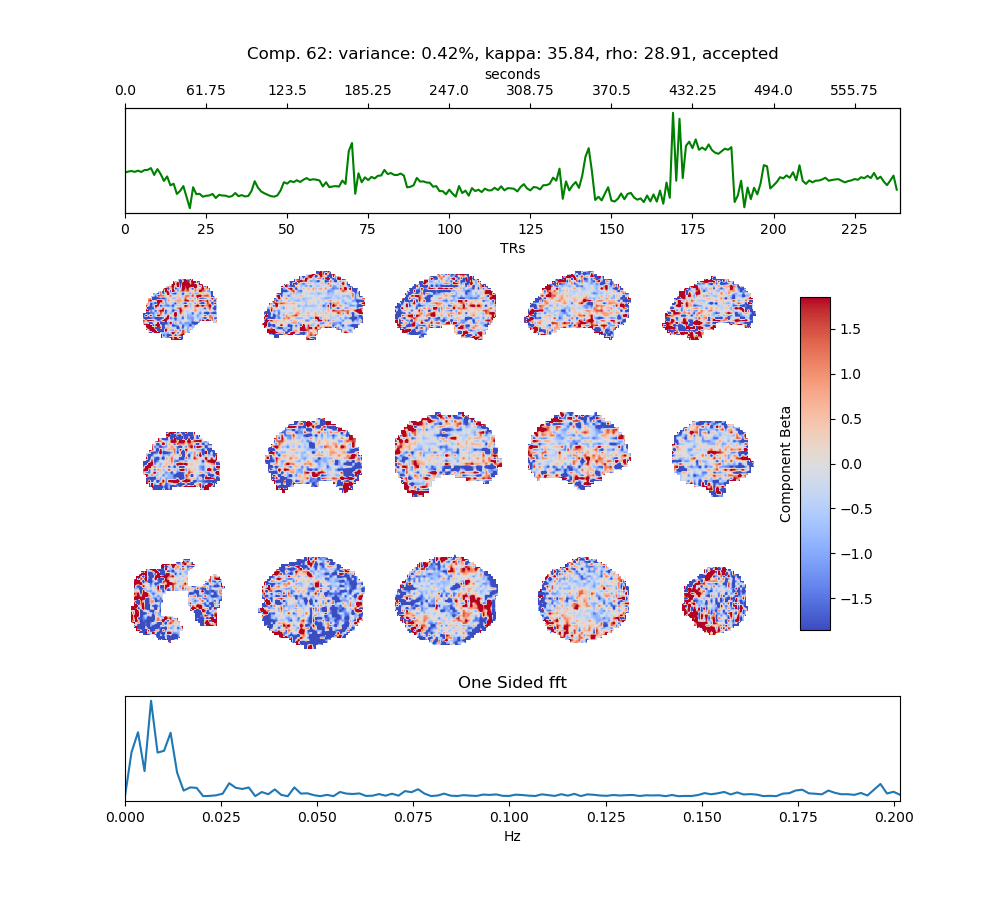 Comp. 62: variance: 0.42%, kappa: 35.84, rho: 28.91, accepted
seconds
0.0 61.75 123.5 185.25 247.0 308.75 370.5 432.25 494.0 555.75
0 25 50 75 100 125 150 175 200 225
TRs
1.5
1.0
0.5
0.0
−0.5
−1.0
−1.5
Component Beta
One Sided fft
0.000 0.025 0.050 0.075 0.100 0.125 0.150 0.175 0.200
Hz